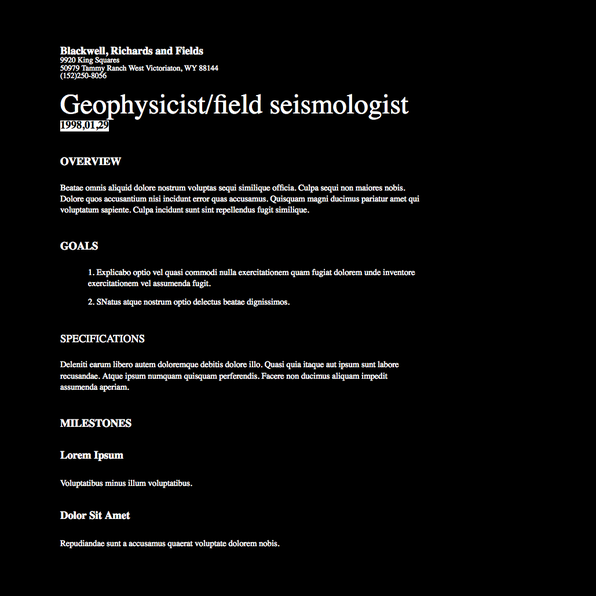 Blackwell, Richards and Fields
9920 King Squares
50979 Tammy Ranch West Victoriaton, WY 88144
(152)250-8056
Geophysicist/field seismologist
1998,01,29
OVERVIEW
Beatae omnis aliquid dolore nostrum voluptas sequi similique officia. Culpa sequi non maiores nobis.
Dolore quos accusantium nisi incidunt error quas accusamus. Quisquam magni ducimus pariatur amet qui
voluptatum sapiente. Culpa incidunt sunt sint repellendus fugit similique.
GOALS
1. Explicabo optio vel quasi commodi nulla exercitationem quam fugiat dolorem unde inventore
exercitationem vel assumenda fugit.
2. SNatus atque nostrum optio delectus beatae dignissimos.
SPECIFICATIONS
Deleniti earum libero autem doloremque debitis dolore illo. Quasi quia itaque aut ipsum sunt labore
recusandae. Atque ipsum numquam quisquam perferendis. Facere non ducimus aliquam impedit
assumenda aperiam.
MILESTONES
Lorem Ipsum
Voluptatibus minus illum voluptatibus.
Dolor Sit Amet
Repudiandae sunt a accusamus quaerat voluptate dolorem nobis.